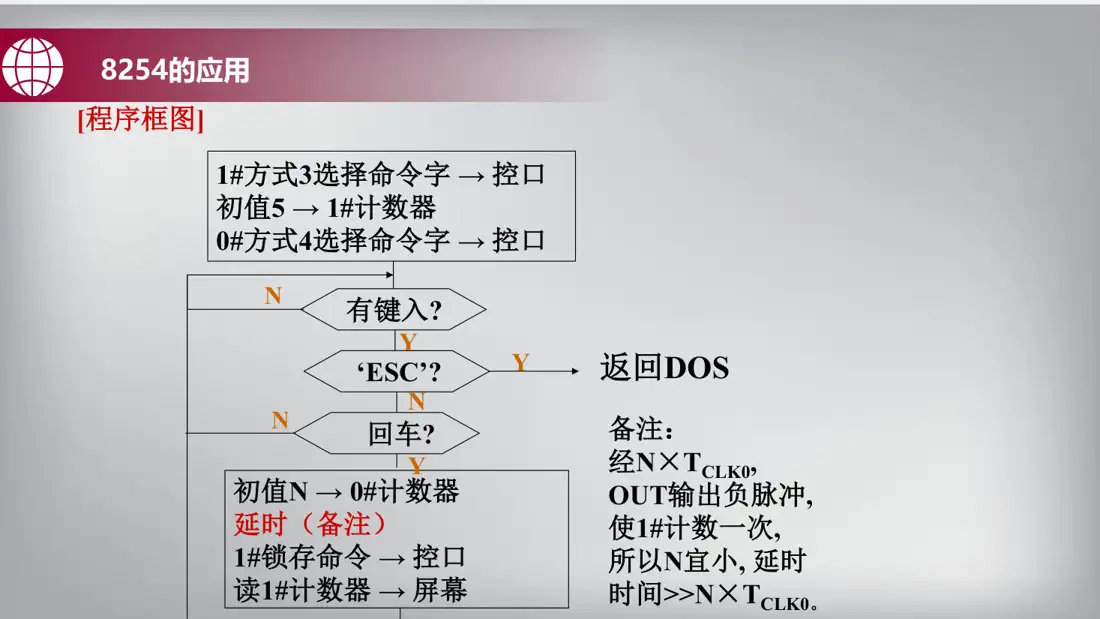 8254的应用
[程序框图]
1#方式3选择命令字 → 控口
初值5 → 1#计数器
0#方式4选择命令字 → 控口
N
有键入?
Y
‘ESC’?
Y
返回DOS
N
N
回车?
Y
初值N → 0#计数器
延时（备注）
1#锁存命令 → 控口
读1#计数器 → 屏幕
备注：
经N×TCLK0,
OUT输出负脉冲,
使1#计数一次,
所以N宜小, 延时
时间>>N×TCLK0。